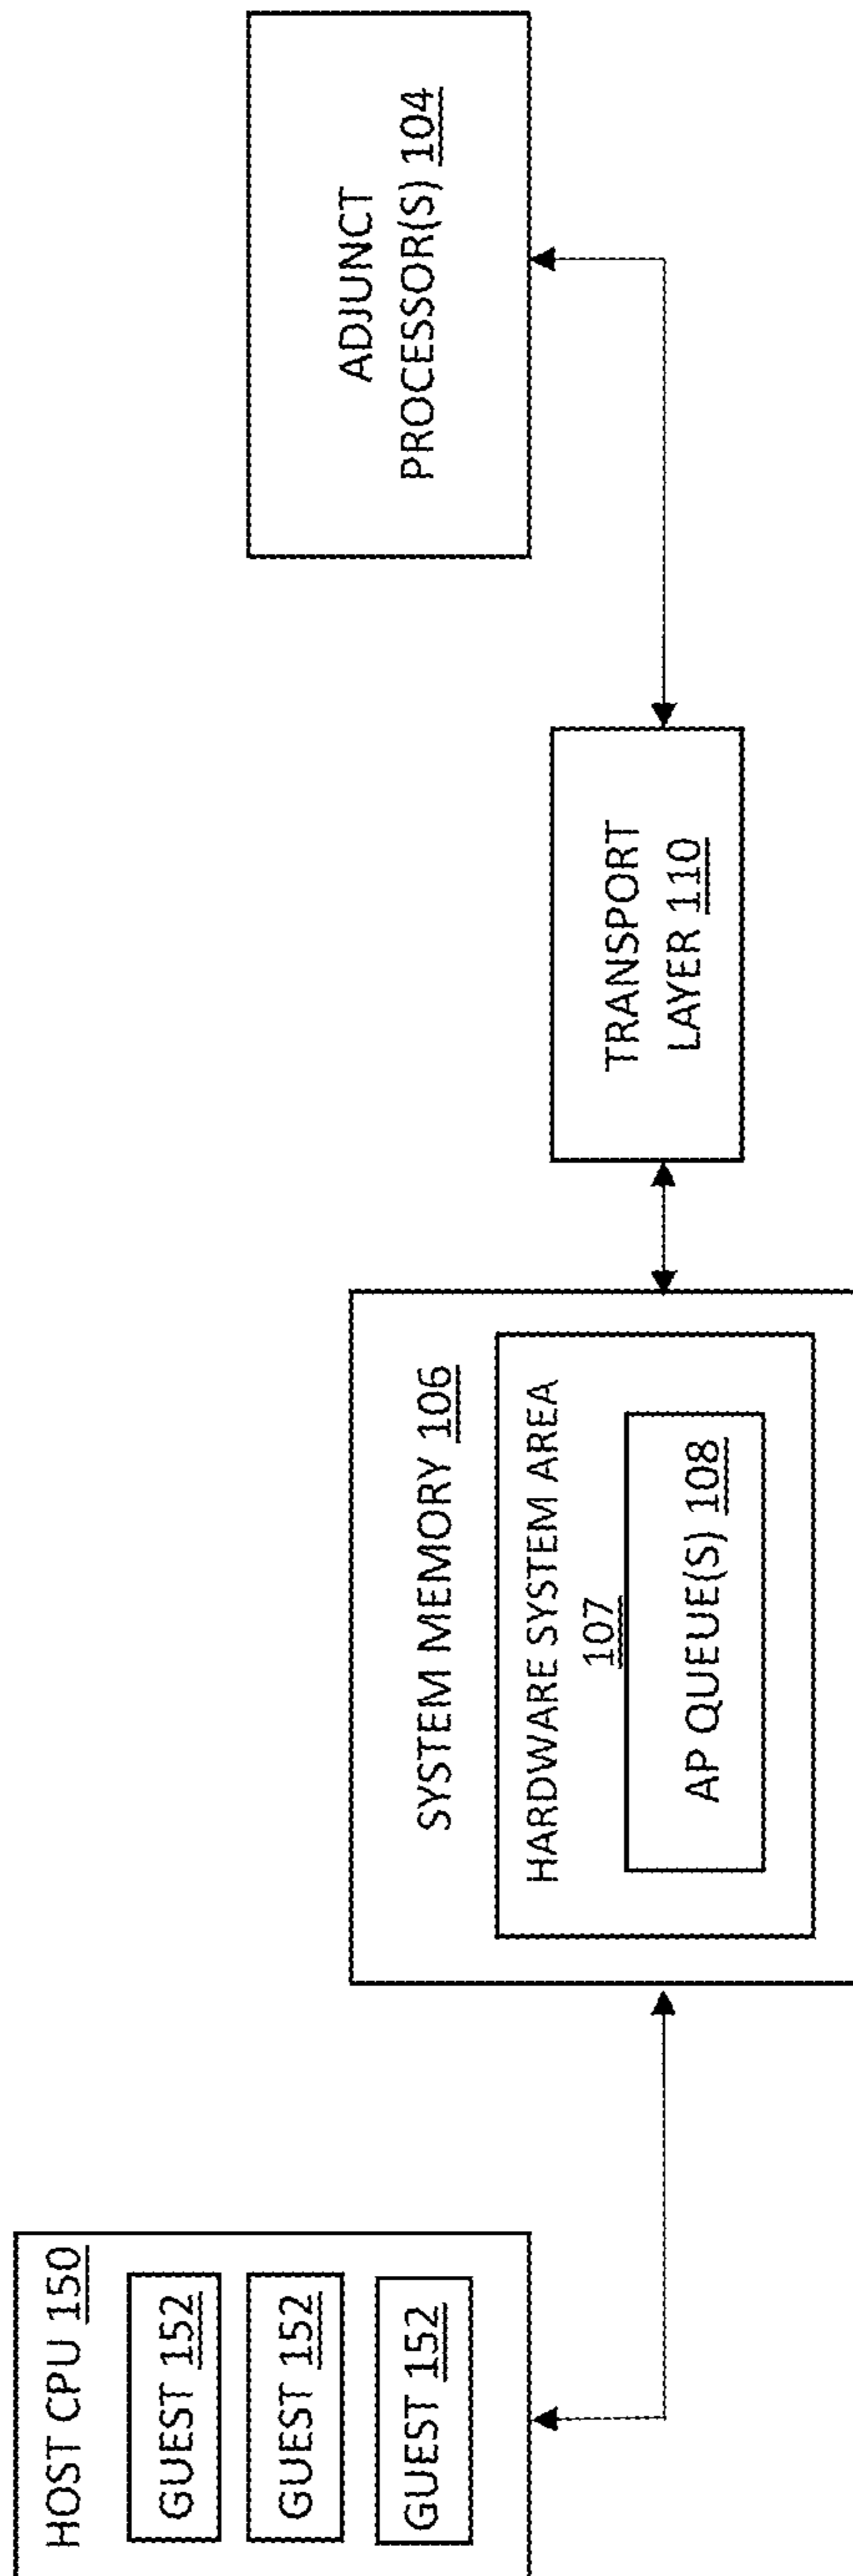 HOST CPU 150
GUEST 152
GUEST 152
GUEST 152
SYSTEM MEMORY 106
HARDWARE SYSTEM AREA
107
AP QUEUE(S) 108
TRANSPORT
LAYER 110
ADJUNCT
PROCESSOR(S) 104